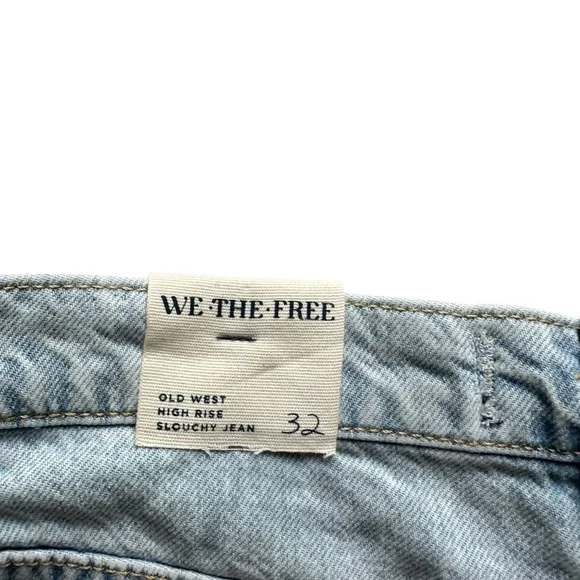 WE·THE·FREE
OLD WEST
HIGH RISE
SLOUCHY JEAN 32